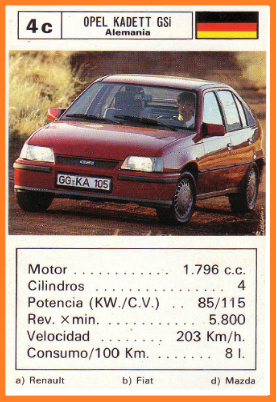 4c
OPEL KADETT GSi
Alemania
GG-KA 105
Motor ............ 1.796 c.c.
Cilindros .................. 4
Potencia (KW./C.V.) .. 85/115
Rev. × min. ........... 5.800
Velocidad ........ 203 Km/h.
Consumo/100 Km. ........ 8 l.
a) Renault b) Fiat d) Mazda